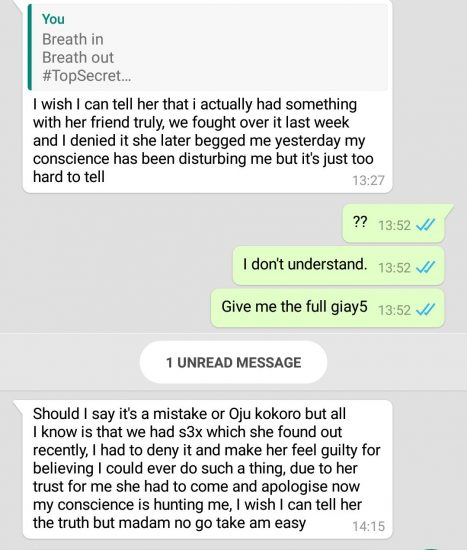 You
Breath in
Breath out
#TopSecret...
I wish I can tell her that i actually had something
with her friend truly, we fought over it last week
and I denied it she later begged me yesterday my
conscience has been disturbing me but it's just too
hard to tell
13:27
?? 13:52
I don't understand. 13:52
Give me the full giay5 13:52
1 UNREAD MESSAGE
Should I say it's a mistake or Oju kokoro but all
I know is that we had s3x which she found out
recently, I had to deny it and make her feel guilty for
believing I could ever do such a thing, due to her
trust for me she had to come and apologise now
my conscience is hunting me, I wish I can tell her
the truth but madam no go take am easy 14:15